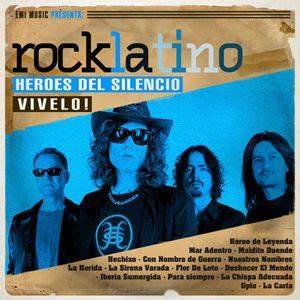 EMI MUSIC PRESENTA:
rocklatino
HEROES DEL SILENCIO
VIVELO!
Héroe de Leyenda
Mar Adentro · Maldito Duende
Hechizo · Con Nombre de Guerra · Nuestros Nombres
La Herida · La Sirena Varada · Flor De Loto · Deshacer El Mundo
Iberia Sumergida · Para siempre · La Chispa Adecuada
Opio · La Carta